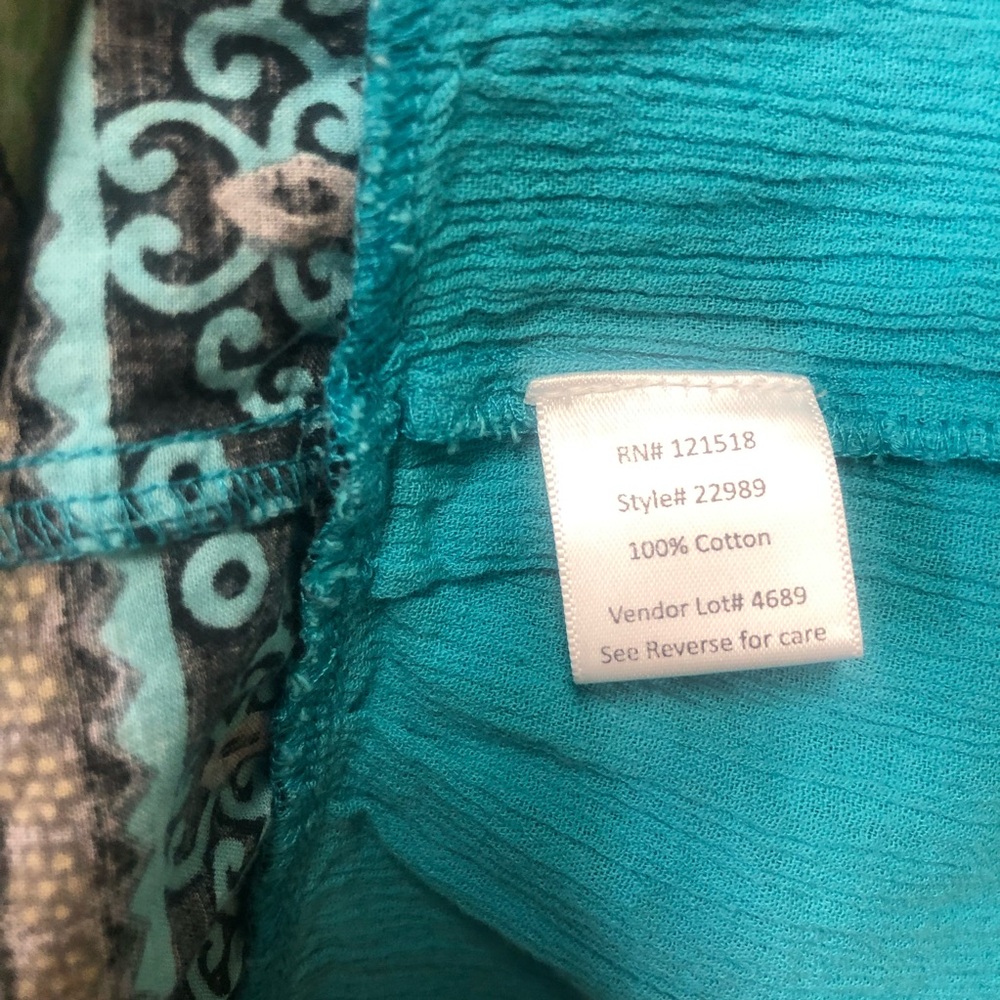 RN# 121518
Style# 22989
100% Cotton
Vendor Lot# 4689
See Reverse for care